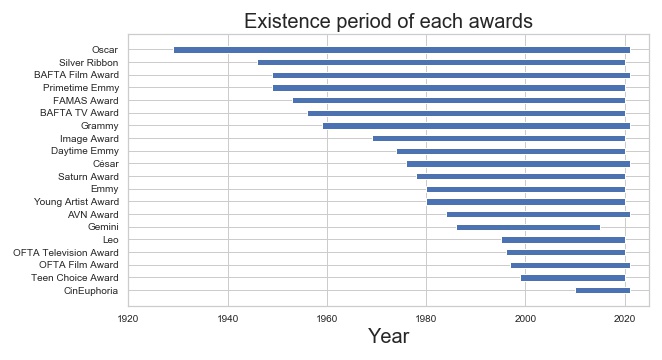 Existence period of each awards
Oscar
Silver Ribbon
BAFTA Film Award
Primetime Emmy
FAMAS Award
BAFTA TV Award
Grammy
Image Award
Daytime Emmy
César
Saturn Award
Emmy
Young Artist Award
AVN Award
Gemini
Leo
OFTA Television Award
OFTA Film Award
Teen Choice Award
CinEuphoria
1920 1940 1960 1980 2000 2020
Year